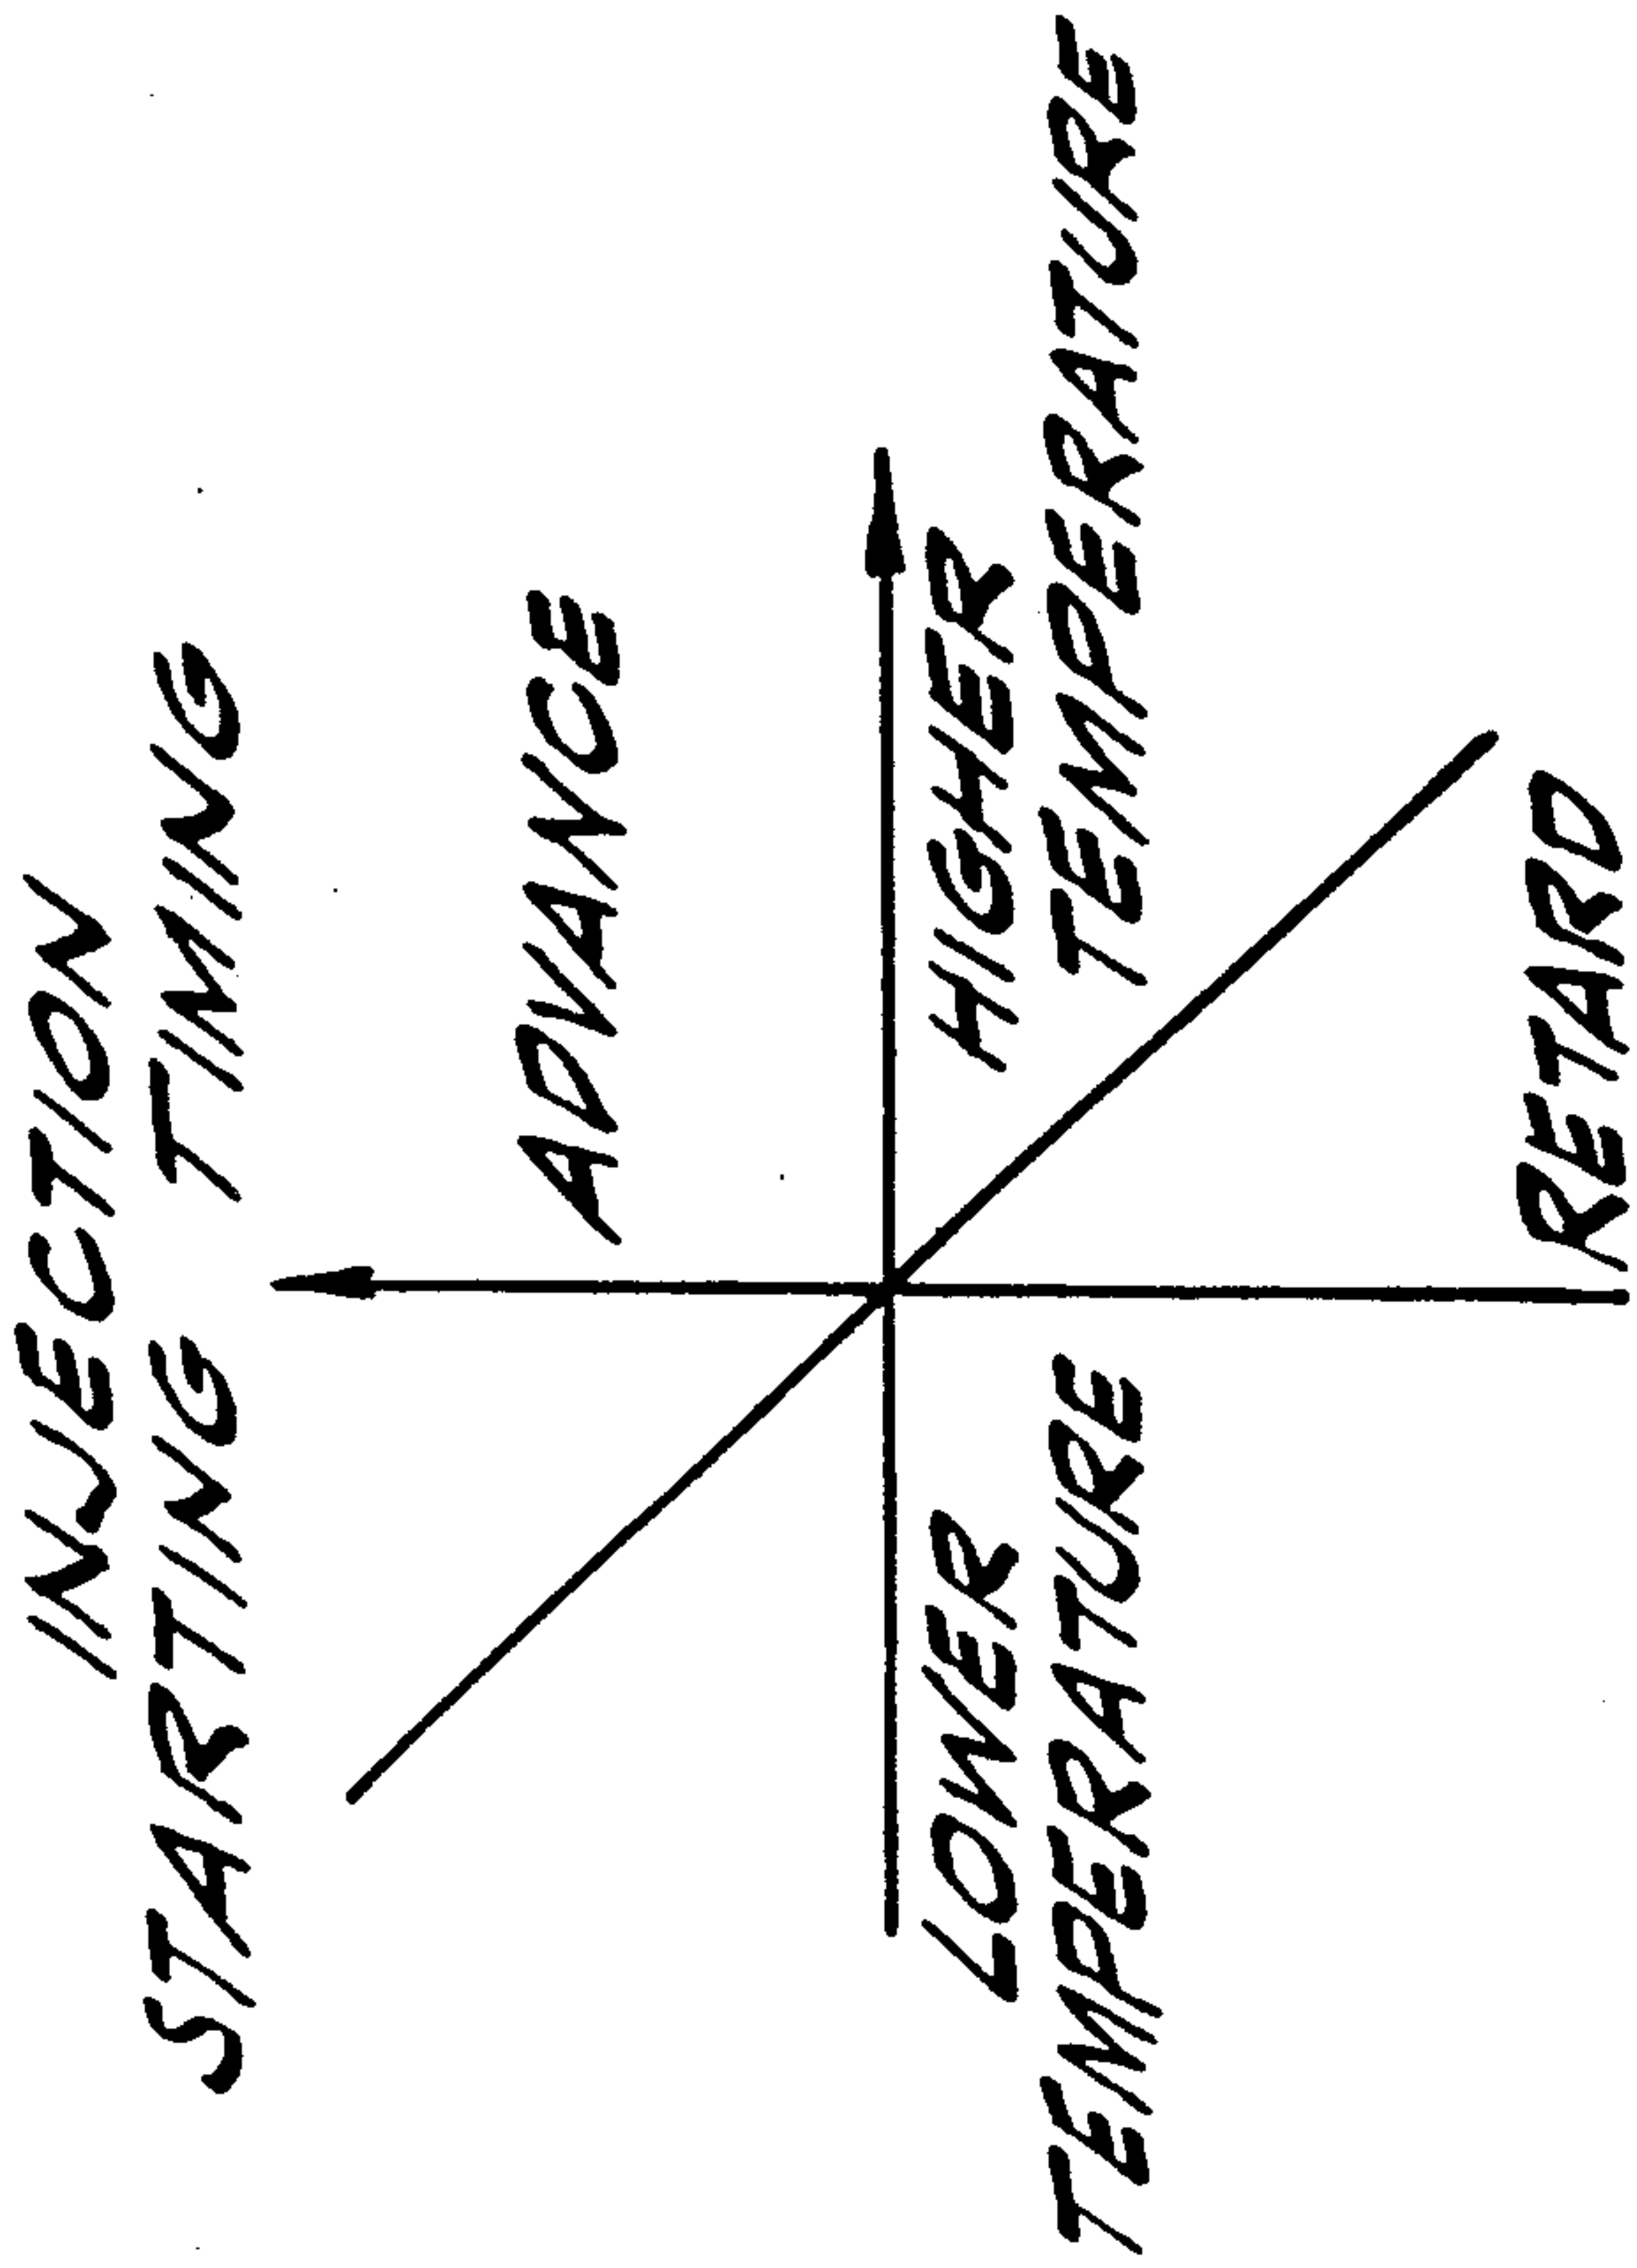 INJECTION
STARTING TIMING
ADVANCE
LOWER
TEMPERATURE
HIGHER
TEMPERATURE
RETARD